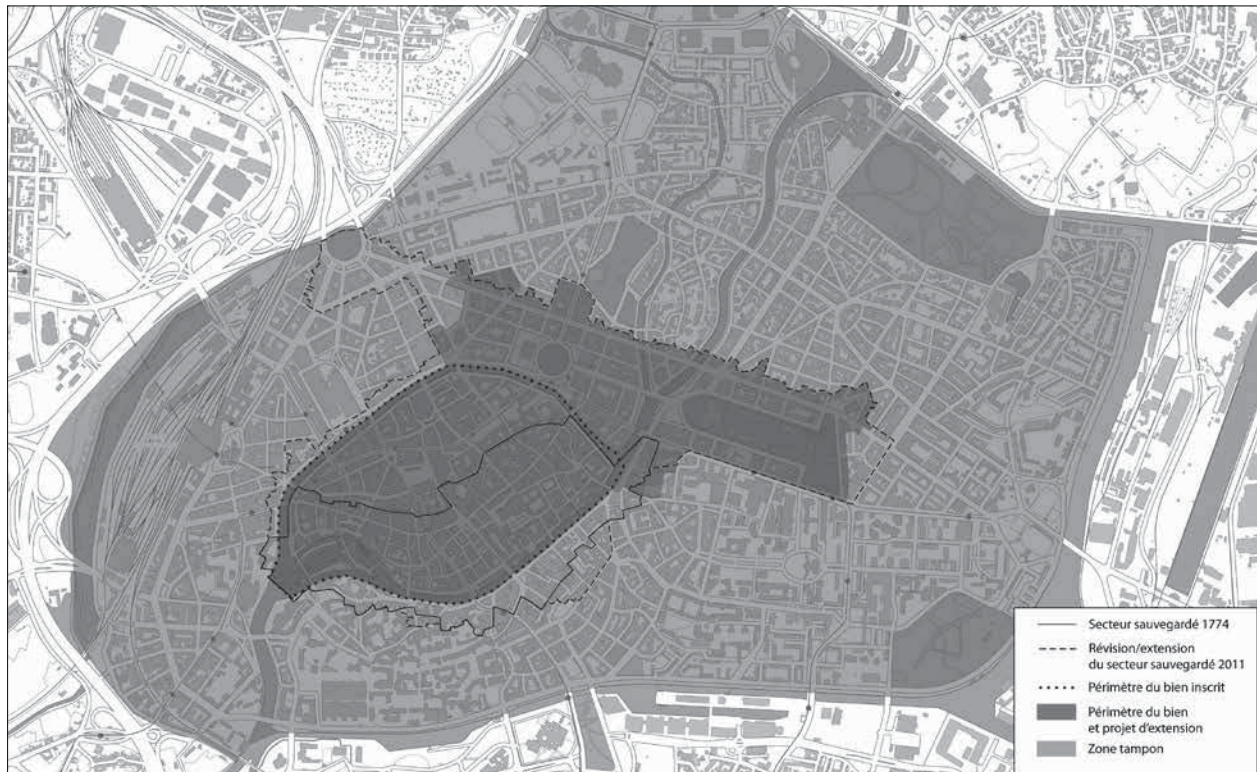 Secteur sauvegardé 1774
Révision/extension
du secteur sauvegardé 2011
Périmètre du bien inscrit
Périmètre du bien
et projet d'extension
Zone tampon